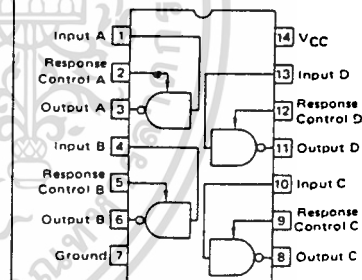 Input A 1
Response Control A 2
Output A 3
Input B 4
Response Control B 5
Output B 6
Ground 7
14 VCC
13 Input D
12 Response Control D
11 Output D
10 Input C
9 Response Control C
8 Output C